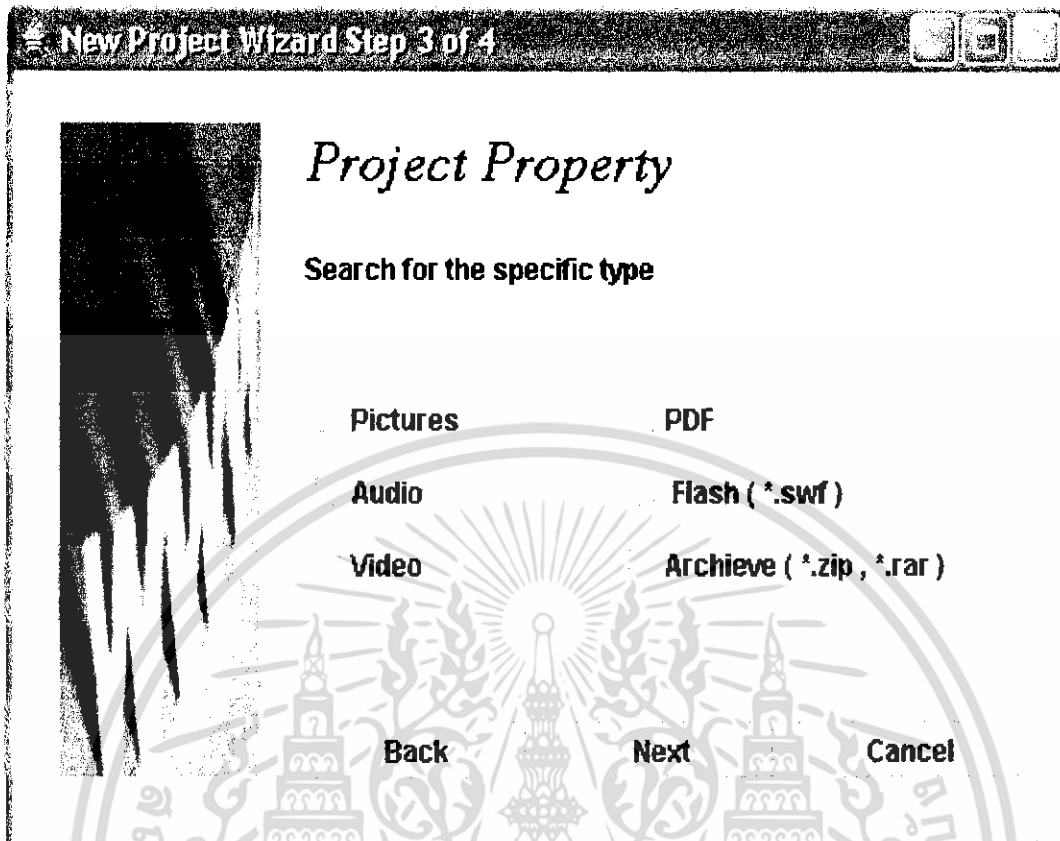 New Project Wizard Step 3 of 4
Project Property
Search for the specific type
Pictures PDF
Audio Flash ( *.swf )
Video Archieve ( *.zip , *.rar )
Back Next Cancel